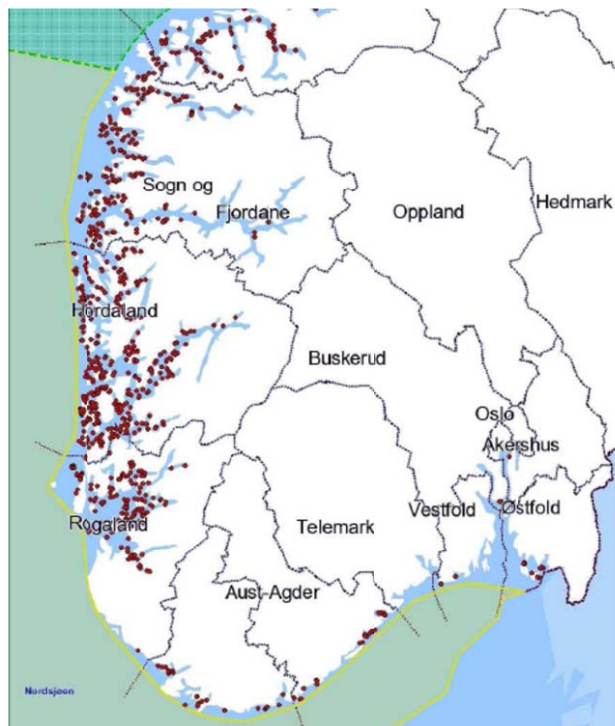 Sogn og
Fjordane
Oppland
Hedmark
Hordaland
Buskerud
Oslo
Akershus
Rogaland
Telemark
Vestfold
Østfold
Aust-Agder
Nordsjøen